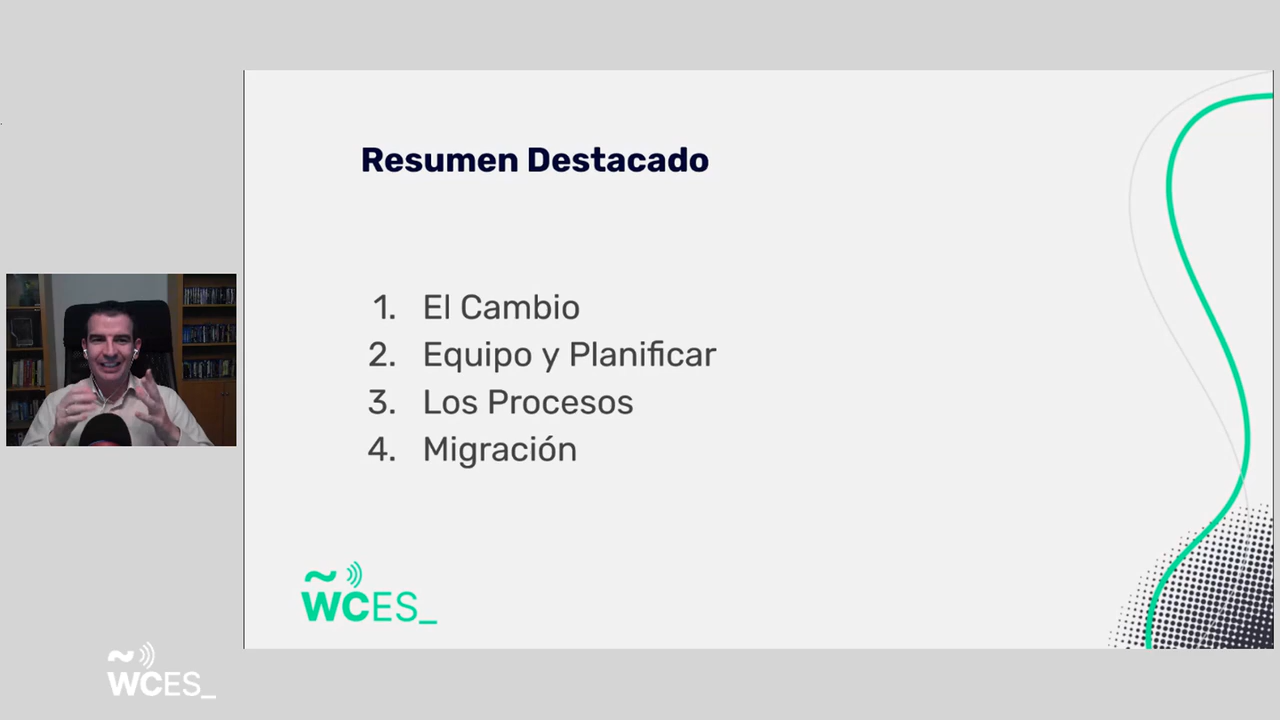 Resumen Destacado
1. El Cambio
2. Equipo y Planificar
3. Los Procesos
4. Migración
~
WCES_
~
WCES_